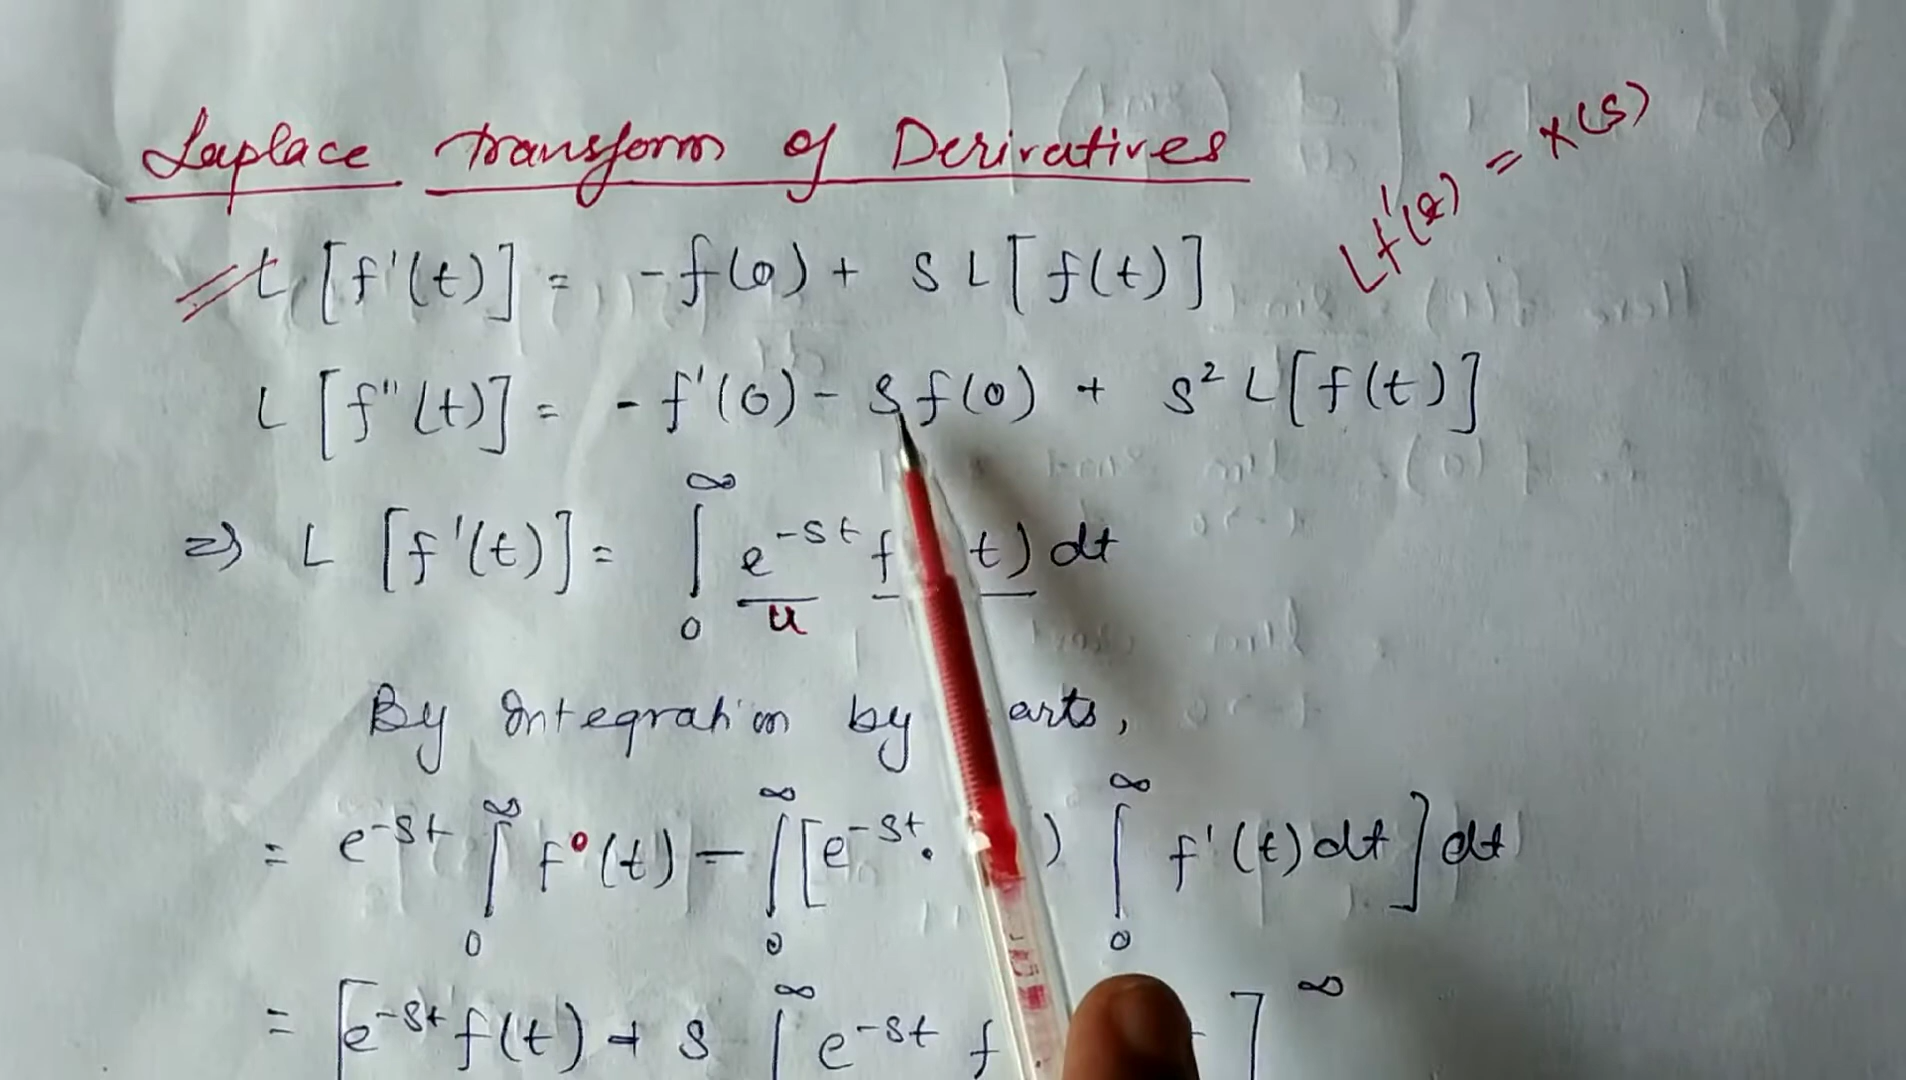 Laplace transform of Derivatives
Lf'(x) = x(s)
L [f'(t)] = -f(0) + S L[f(t)]
L [f"(t)] = -f'(0) - S f(0) + S² L[f(t)]
=> L [f'(t)] = ∫₀^∞ e^-st f t) dt
u
By Integration by arts,
= e^-st ∫₀^∞ f'(t) - ∫₀^∞ [e^-st. ) ∫₀^∞ f'(t) dt] dt
= [e^-st f(t) + S ∫^∞ e^-st f ]^∞